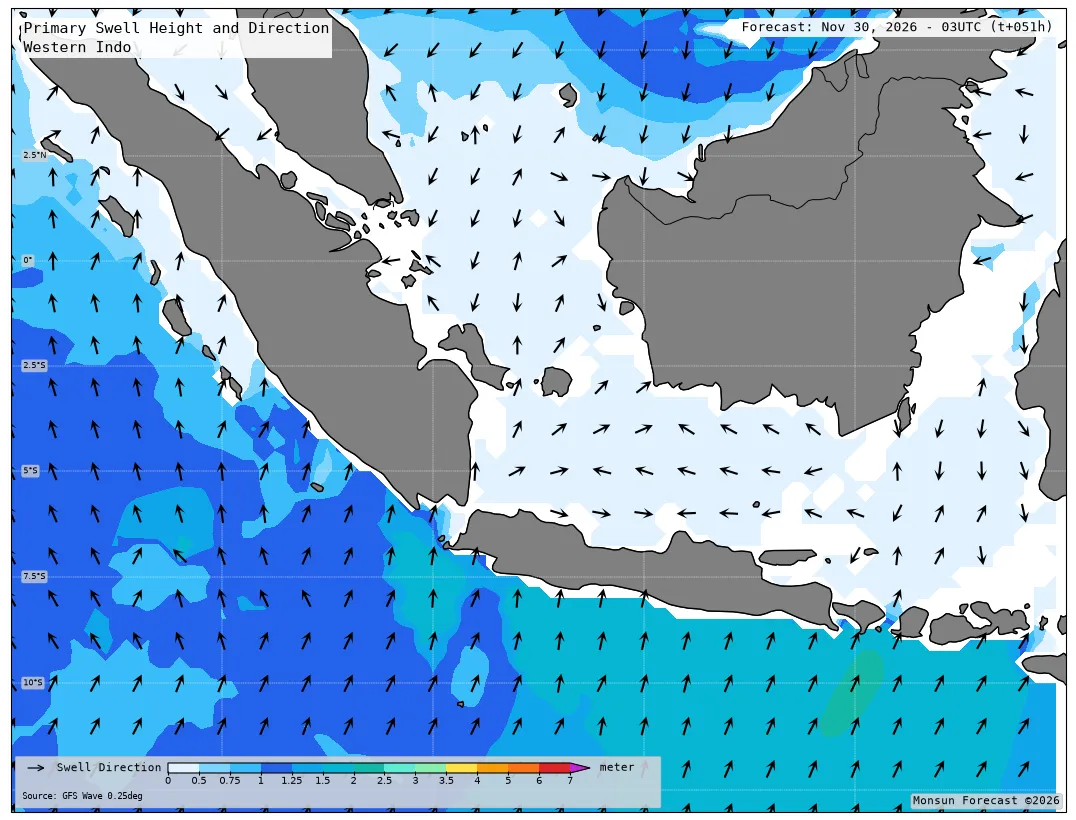 Primary Swell Height and Direction
Western Indo
Forecast: Nov 30, 2026 - 03UTC (t+051h)
2.5°N
0°
2.5°S
5°S
7.5°S
10°S
Swell Direction
0 0.5 0.75 1 1.25 1.5 2 2.5 3 3.5 4 5 6 7
meter
Source: GFS Wave 0.25deg
Monsun Forecast ©2026